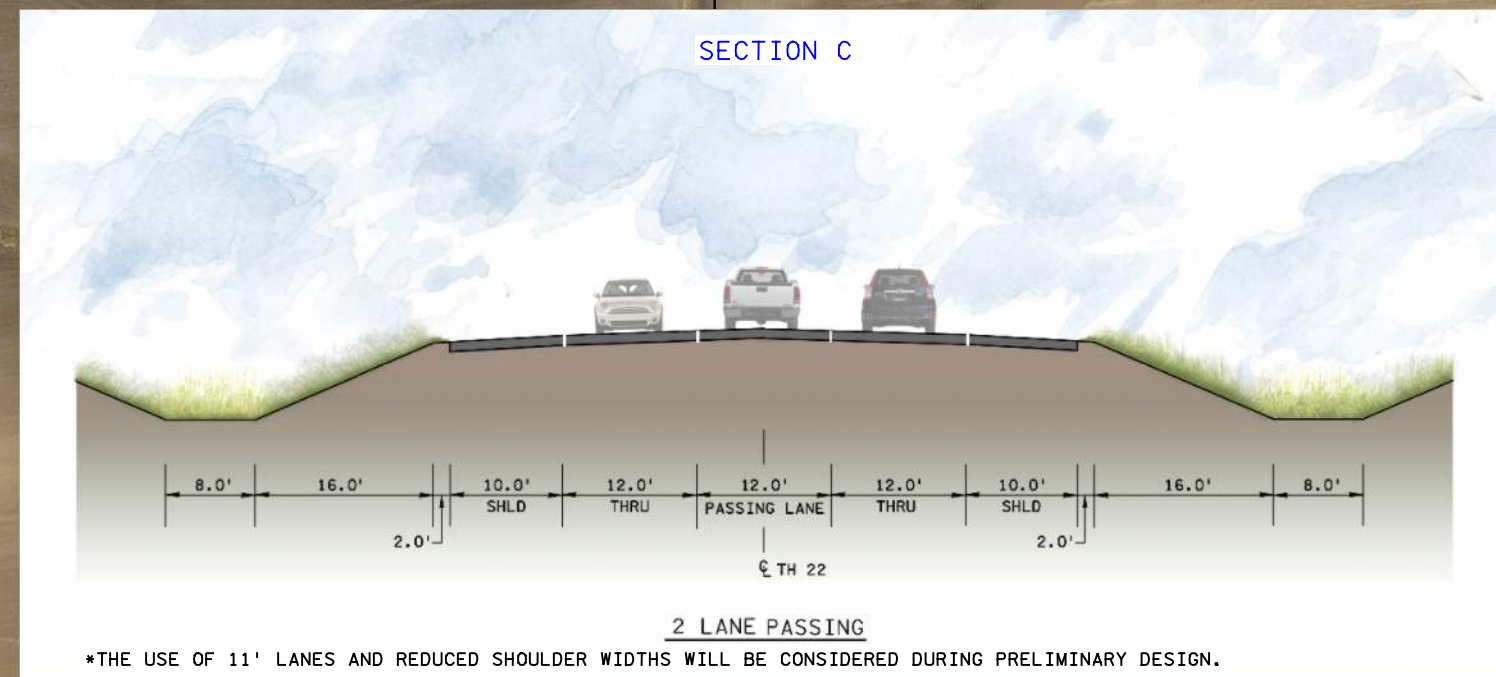 SECTION C
8.0' 16.0' 10.0' 12.0' 12.0' 12.0' 10.0' 16.0' 8.0'
SHLD THRU PASSING LANE THRU SHLD
2.0' 2.0'
℄ TH 22
2 LANE PASSING
*THE USE OF 11' LANES AND REDUCED SHOULDER WIDTHS WILL BE CONSIDERED DURING PRELIMINARY DESIGN.